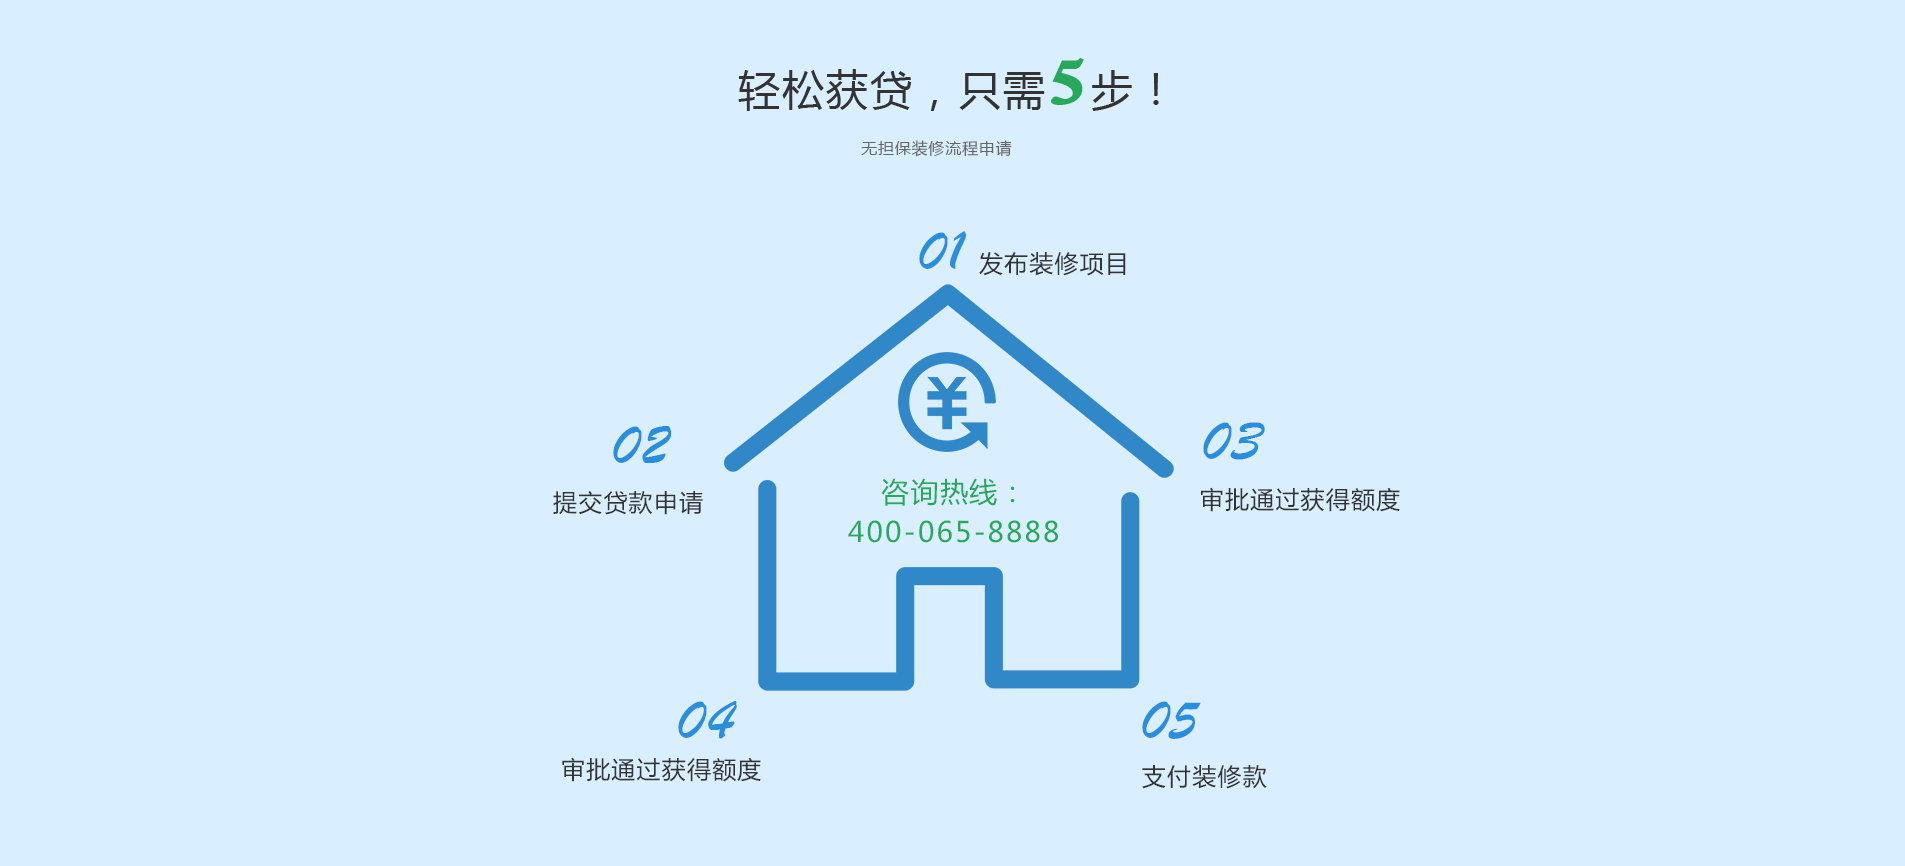 轻松获贷，只需5步！
无担保装修流程申请
01 发布装修项目
¥
02
提交贷款申请
03
审批通过获得额度
咨询热线：
400-065-8888
04
审批通过获得额度
05
支付装修款